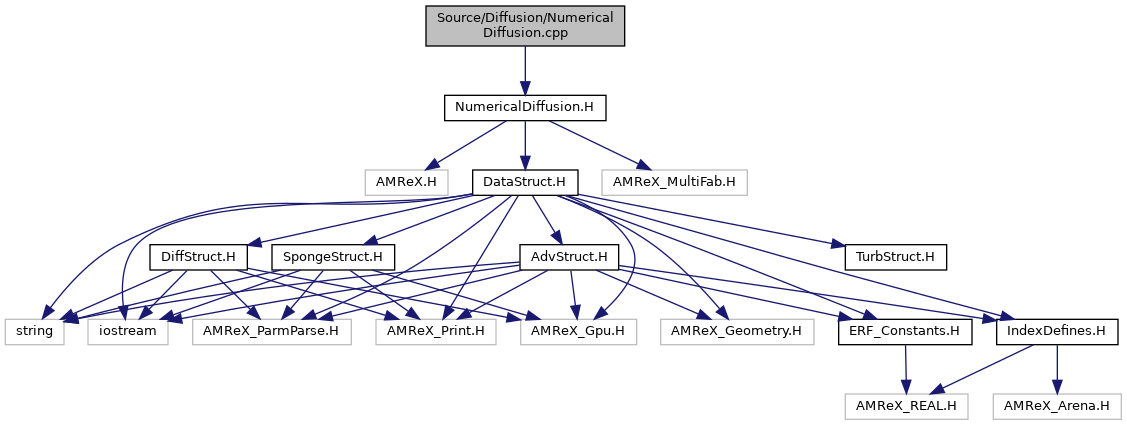 Source/Diffusion/Numerical
Diffusion.cpp
NumericalDiffusion.H
AMReX.H
DataStruct.H
AMReX_MultiFab.H
DiffStruct.H
SpongeStruct.H
AdvStruct.H
TurbStruct.H
string
iostream
AMReX_ParmParse.H
AMReX_Print.H
AMReX_Gpu.H
AMReX_Geometry.H
ERF_Constants.H
IndexDefines.H
AMReX_REAL.H
AMReX_Arena.H